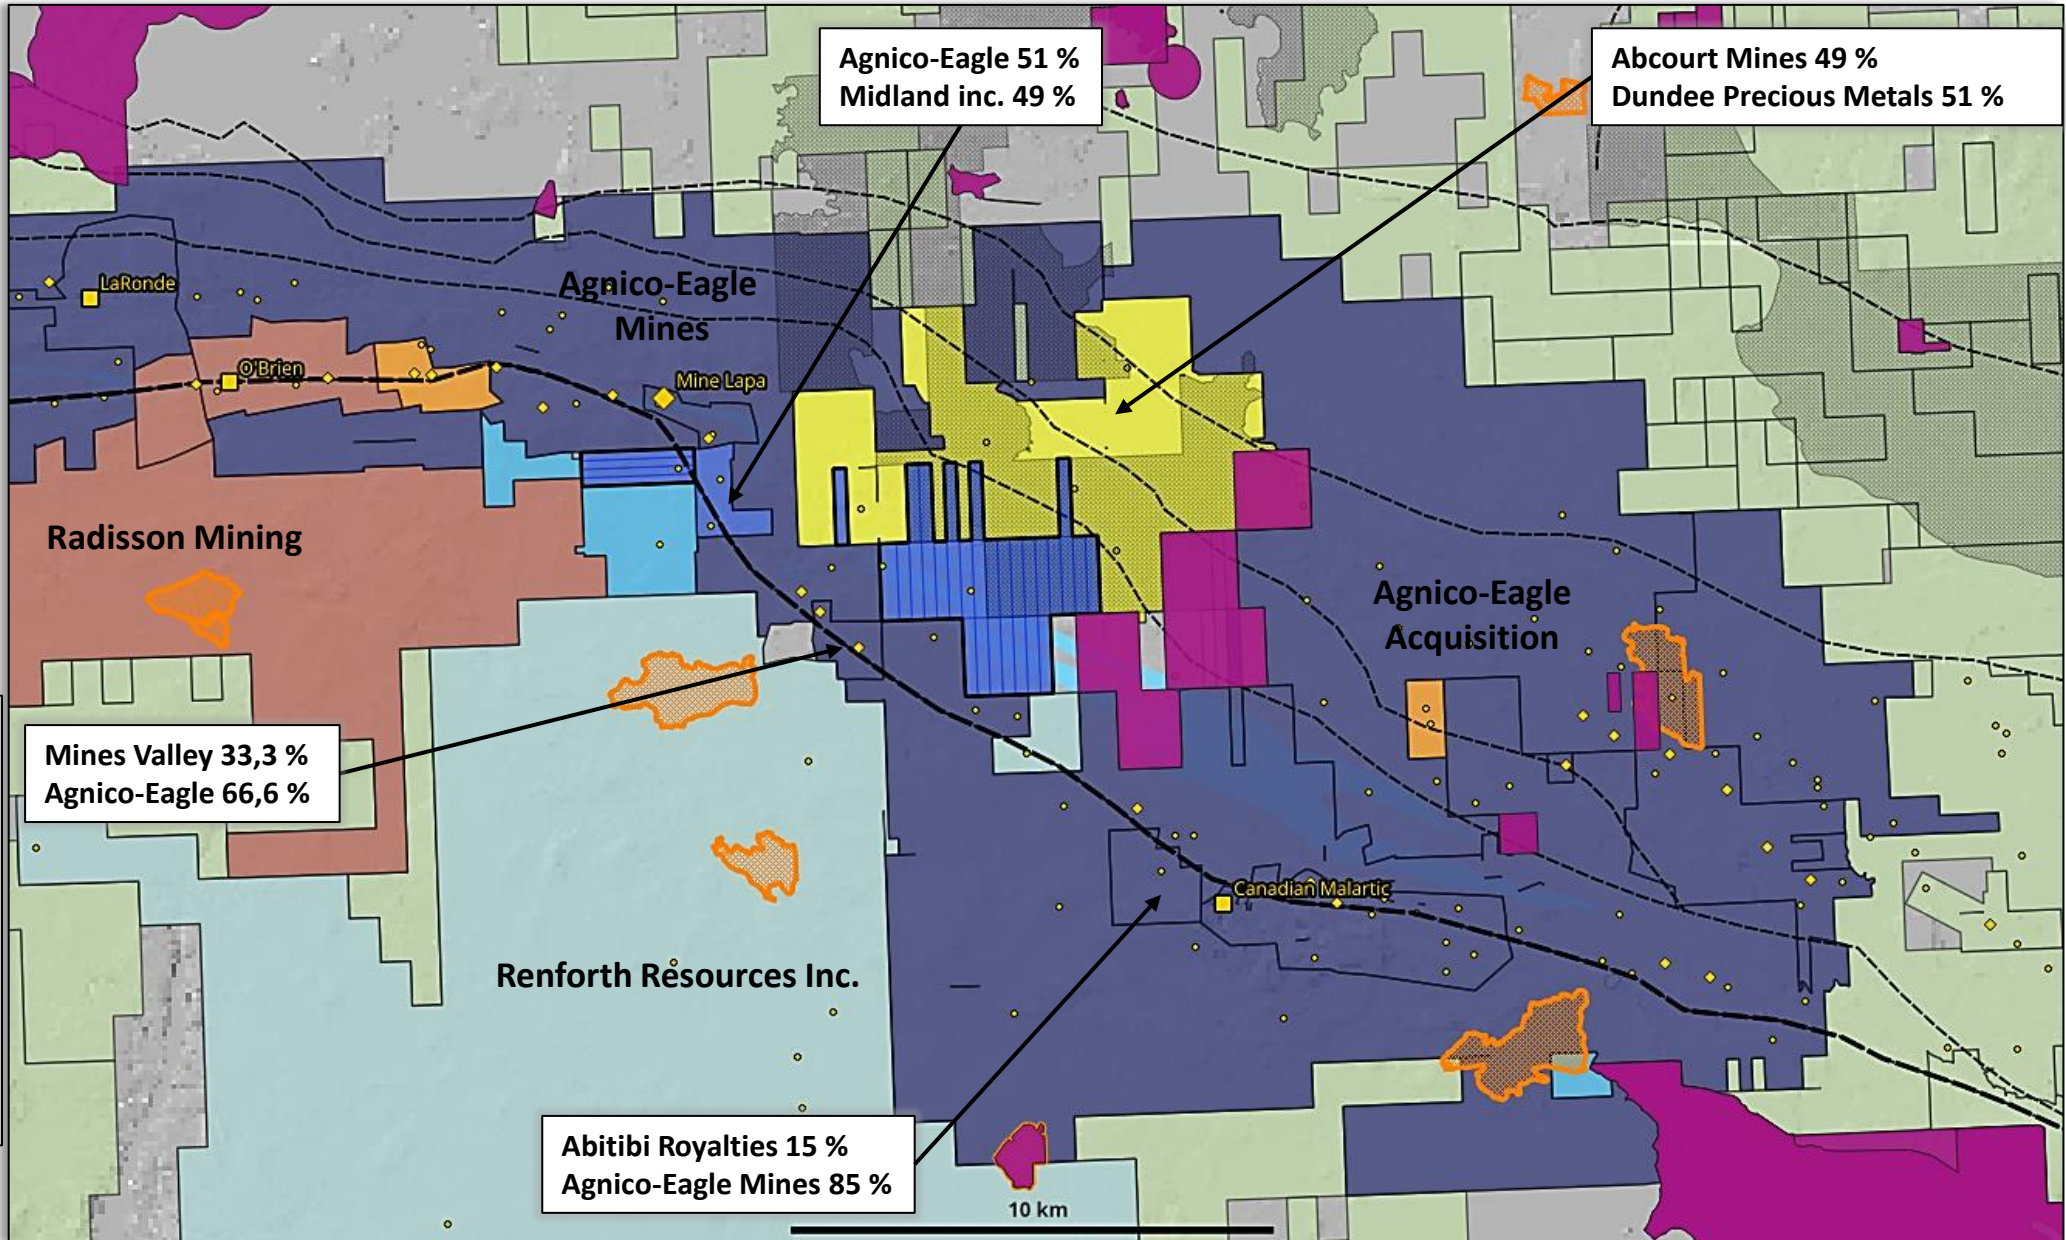 Agnico-Eagle 51 %
Midland inc. 49 %
Abcourt Mines 49 %
Dundee Precious Metals 51 %
LaRonde
Agnico-Eagle
Mines
O'Brien
Mine Lapa
Radisson Mining
Agnico-Eagle
Acquisition
Mines Valley 33,3 %
Agnico-Eagle 66,6 %
Canadian Malartic
Renforth Resources Inc.
Abitibi Royalties 15 %
Agnico-Eagle Mines 85 %
10 km